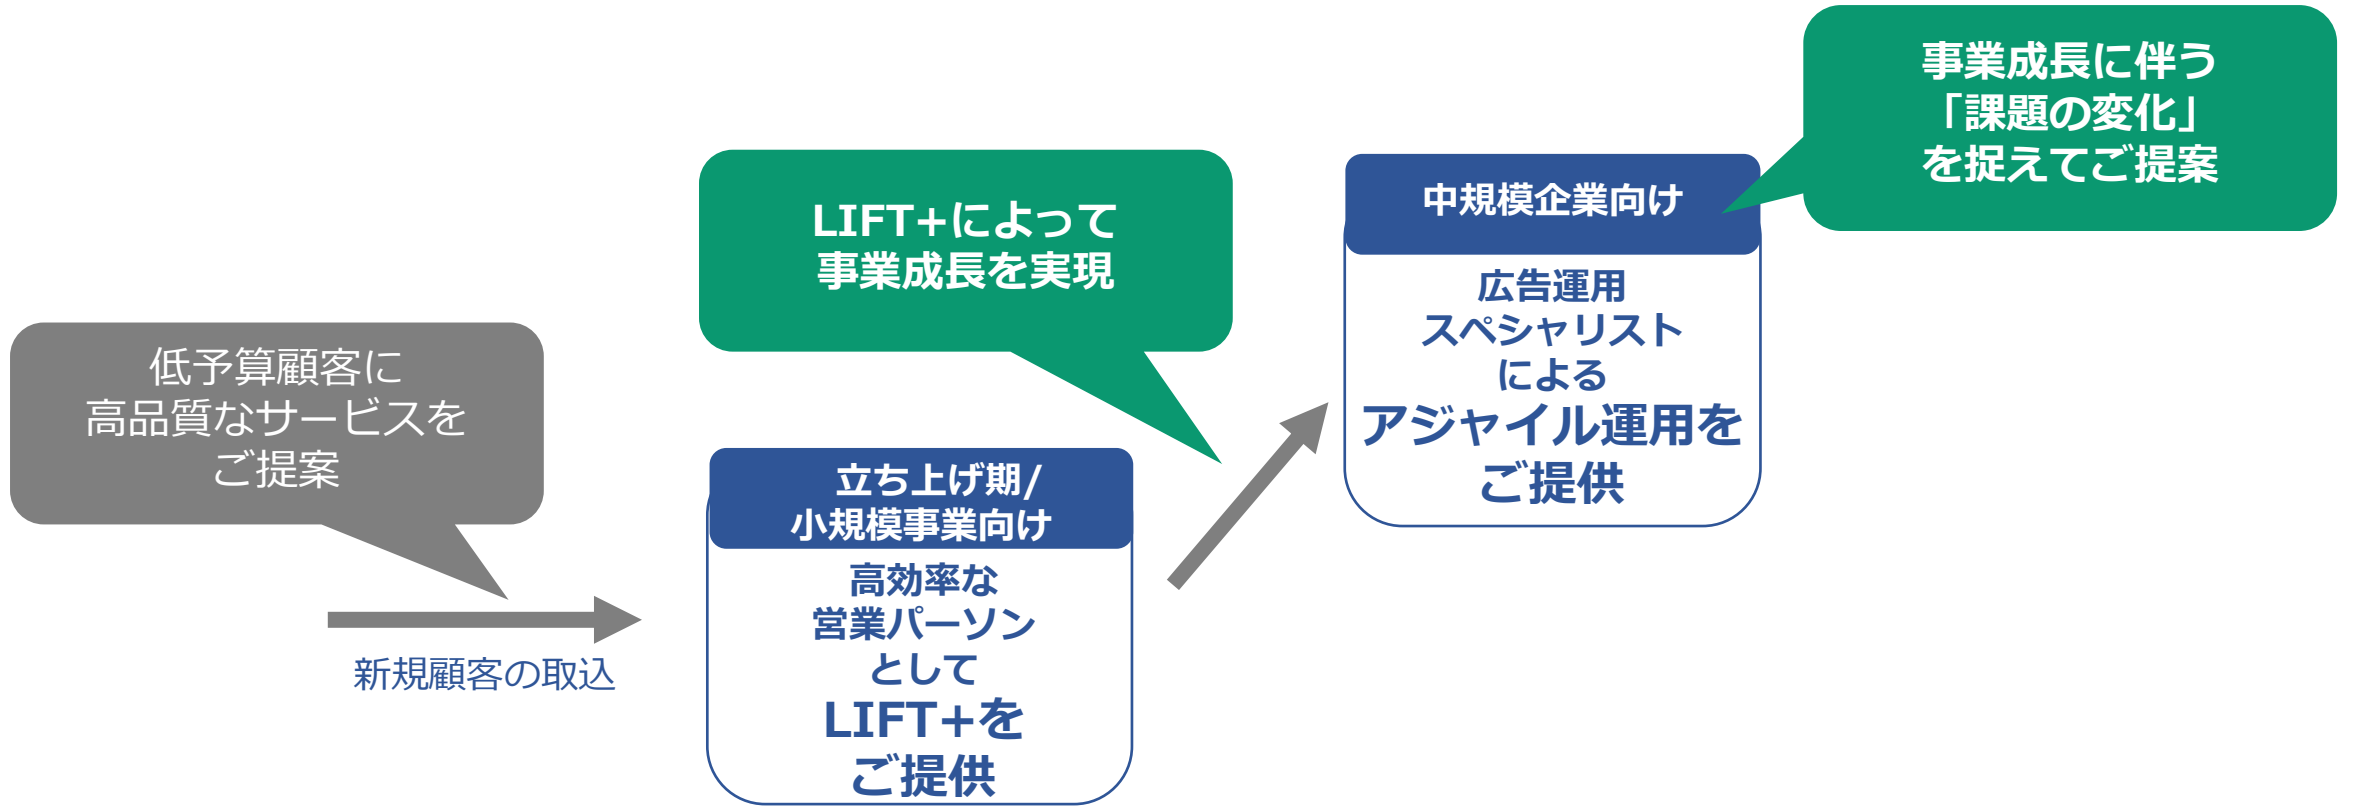 低予算顧客に
高品質なサービスを
ご提案
新規顧客の取込
LIFT+によって
事業成長を実現
立ち上げ期/
小規模事業向け
高効率な
営業パーソン
として
LIFT+を
ご提供
中規模企業向け
広告運用
スペシャリスト
による
アジャイル運用を
ご提供
事業成長に伴う
「課題の変化」
を捉えてご提案